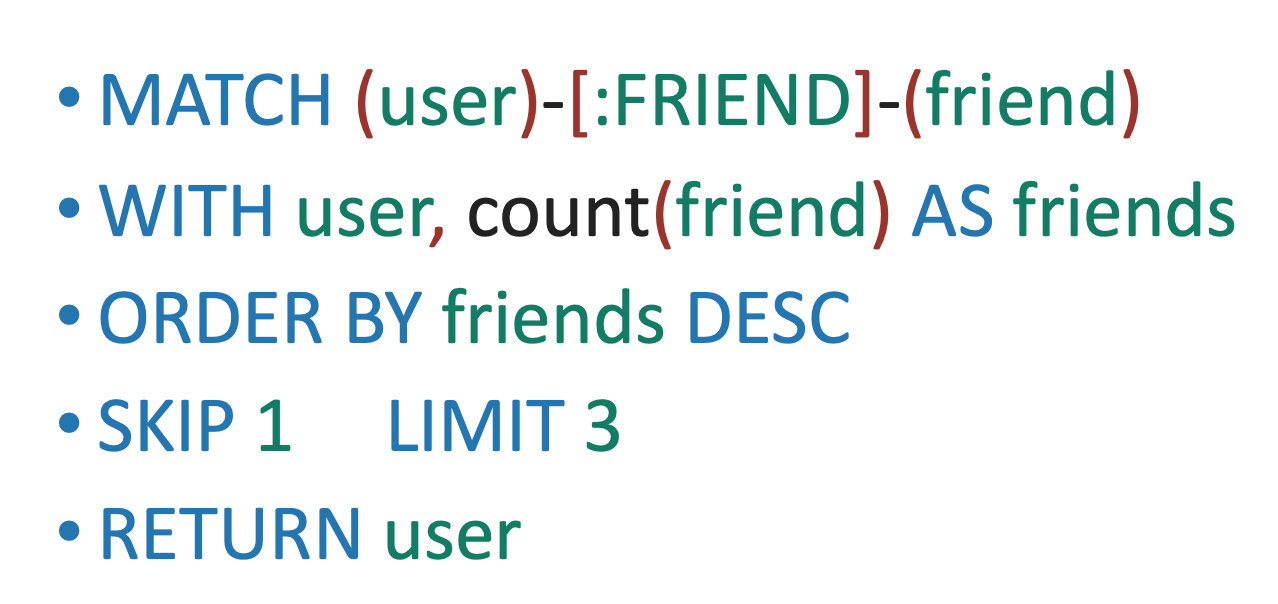 • MATCH (user)-[:FRIEND]-(friend)
• WITH user, count(friend) AS friends
• ORDER BY friends DESC
• SKIP 1 LIMIT 3
• RETURN user